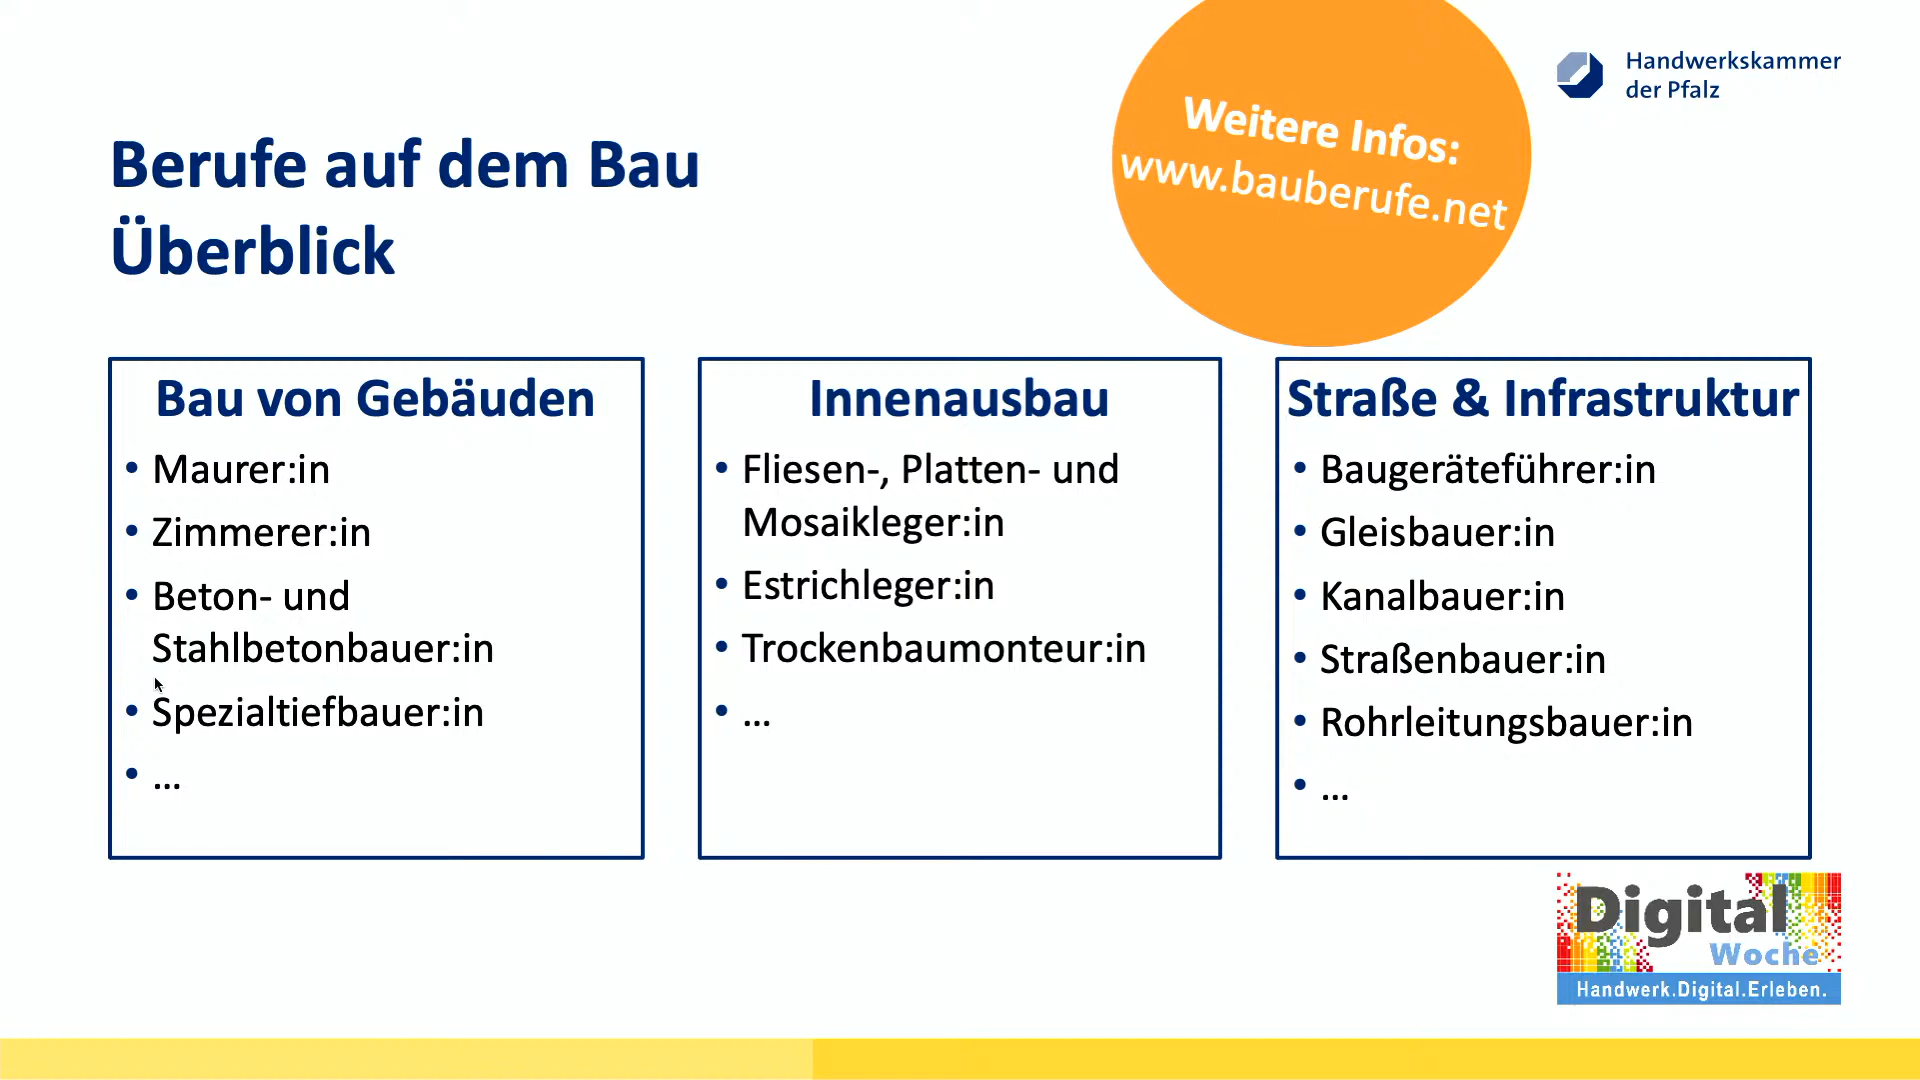 Handwerkskammer
der Pfalz
Weitere Infos:
www.bauberufe.net
Berufe auf dem Bau
Überblick
Bau von Gebäuden
• Maurer:in
• Zimmerer:in
• Beton- und
Stahlbetonbauer:in
• Spezialtiefbauer:in
• ...
Innenausbau
• Fliesen-, Platten- und
Mosaikleger:in
• Estrichleger:in
• Trockenbaumonteur:in
• ...
Straße & Infrastruktur
• Baugeräteführer:in
• Gleisbauer:in
• Kanalbauer:in
• Straßenbauer:in
• Rohrleitungsbauer:in
• ...
Digital
Woche
Handwerk.Digital.Erleben.